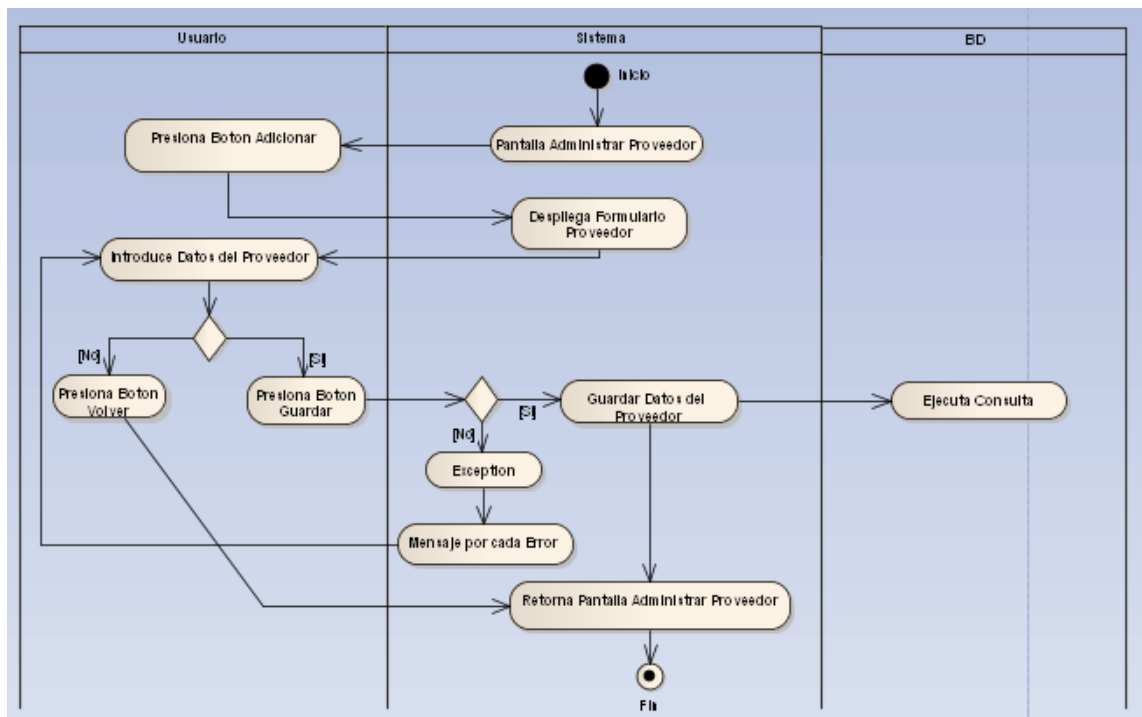 Usuario
Sistema
BD
Inicio
Presiona Boton Adicionar
Pantalla Administrar Proveedor
Despliega Formulario
Proveedor
Introduce Datos del Proveedor
[No]
[Si]
Presiona Boton
Volver
Presiona Boton
Guardar
[Si]
Guardar Datos del
Proveedor
Ejecuta Consulta
[No]
Exception
Mensaje por cada Error
Retorna Pantalla Administrar Proveedor
Fin